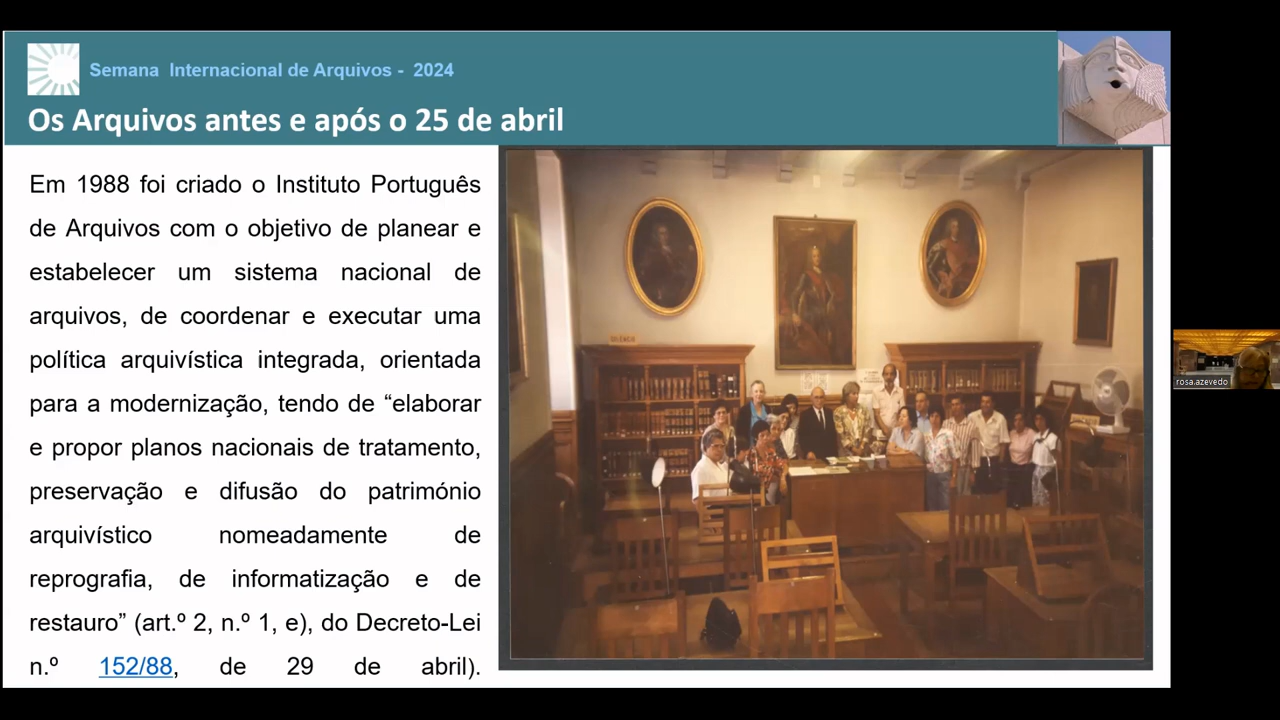 Semana Internacional de Arquivos - 2024
Os Arquivos antes e após o 25 de abril
Em 1988 foi criado o Instituto Português
de Arquivos com o objetivo de planear e
estabelecer um sistema nacional de
arquivos, de coordenar e executar uma
política arquivística integrada, orientada
para a modernização, tendo de “elaborar
e propor planos nacionais de tratamento,
preservação e difusão do património
arquivístico nomeadamente de
reprografia, de informatização e de
restauro” (art.º 2, n.º 1, e), do Decreto-Lei
n.º 152/88, de 29 de abril).
SILÊNCIO
rosa.azevedo